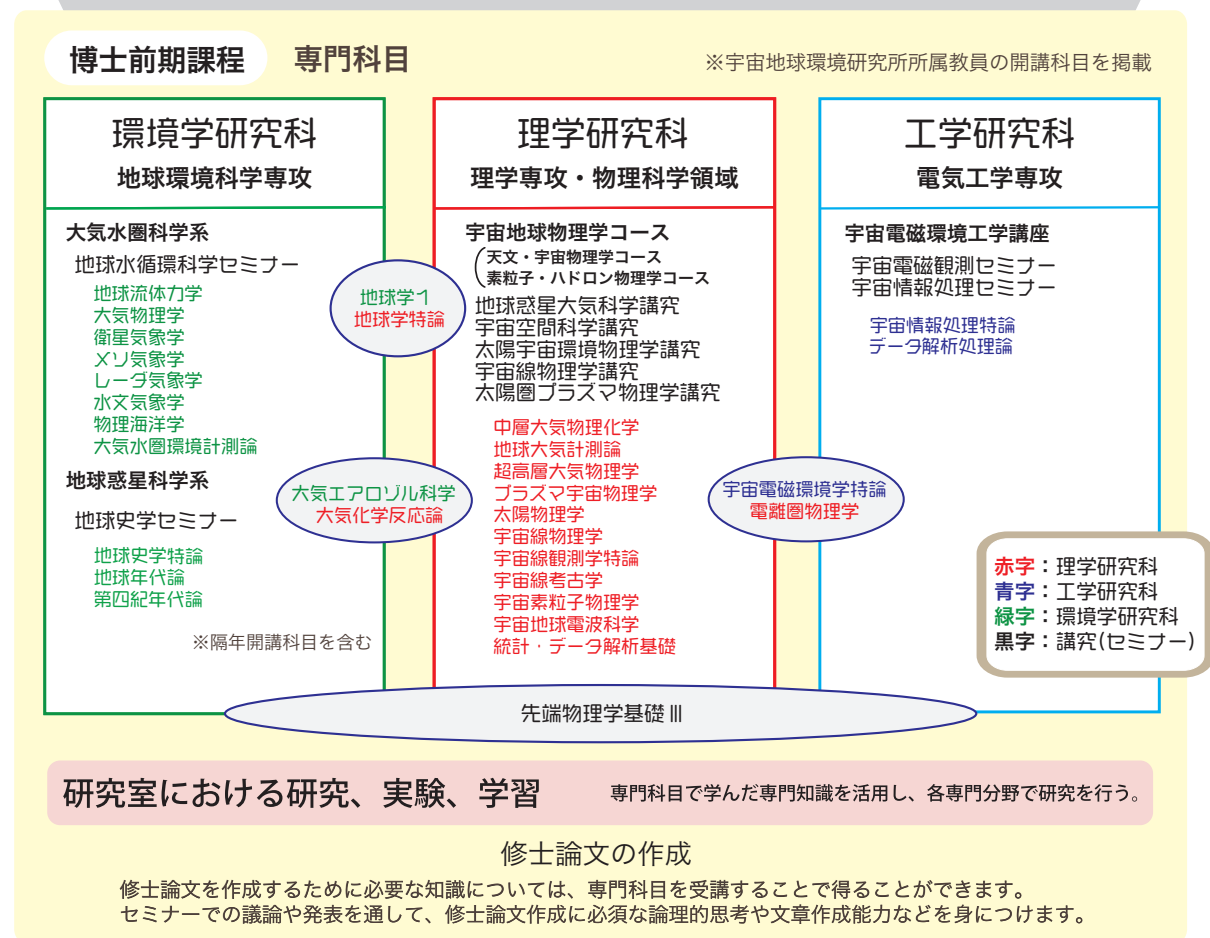 博士前期課程 専門科目
※宇宙地球環境研究所所属教員の開講科目を掲載
環境学研究科
地球環境科学専攻
大気水圏科学系
地球水循環科学セミナー
地球流体力学
大気物理学
衛星気象学
メソ気象学
レーダ気象学
水文気象学
物理海洋学
大気水圏環境計測論
地球惑星科学系
地球史学セミナー
地球史学特論
地球年代論
第四紀年代論
※隔年開講科目を含む
地球学1
地球学特論
大気エアロゾル科学
大気化学反応論
理学研究科
理学専攻・物理科学領域
宇宙地球物理学コース
(天文・宇宙物理学コース
素粒子・ハドロン物理学コース
地球惑星大気科学講究
宇宙空間科学講究
太陽宇宙環境物理学講究
宇宙線物理学講究
太陽圏プラズマ物理学講究
中層大気物理化学
地球大気計測論
超高層大気物理学
プラズマ宇宙物理学
太陽物理学
宇宙線物理学
宇宙線観測学特論
宇宙線考古学
宇宙素粒子物理学
宇宙地球電波科学
統計・データ解析基礎
宇宙電磁環境学特論
電離圏物理学
工学研究科
電気工学専攻
宇宙電磁環境工学講座
宇宙電磁観測セミナー
宇宙情報処理セミナー
宇宙情報処理特論
データ解析処理論
赤字：理学研究科
青字：工学研究科
緑字：環境学研究科
黒字：講究(セミナー)
先端物理学基礎Ⅲ
研究室における研究、実験、学習 専門科目で学んだ専門知識を活用し、各専門分野で研究を行う。
修士論文の作成
修士論文を作成するために必要な知識については、専門科目を受講することで得ることができます。
セミナーでの議論や発表を通して、修士論文作成に必須な論理的思考や文章作成能力などを身につけます。